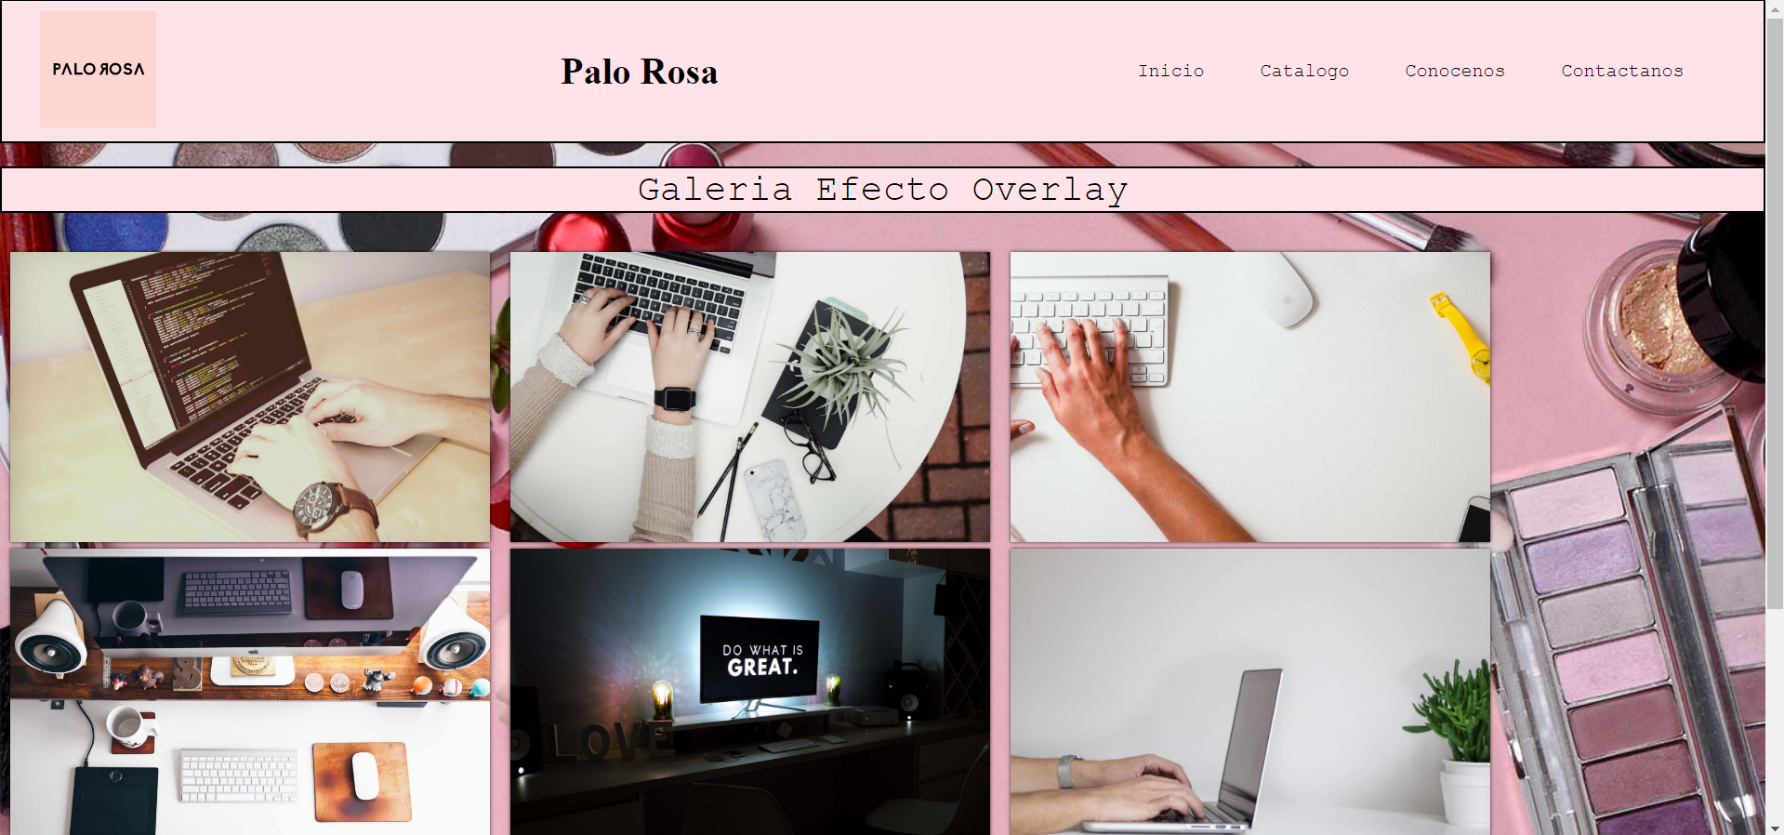 PALO ROSA
Palo Rosa
Inicio Catalogo Conocenos Contactanos
Galeria Efecto Overlay
DO WHAT IS
GREAT.
LOVE